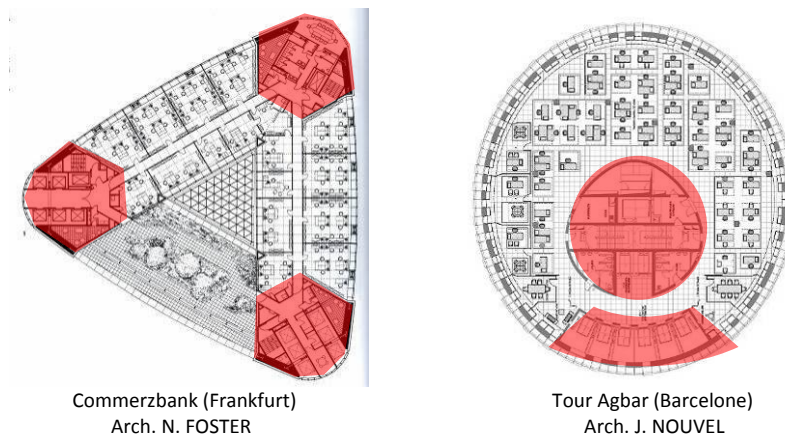 Commerzbank (Frankfurt)
Arch. N. FOSTER
Tour Agbar (Barcelone)
Arch. J. NOUVEL